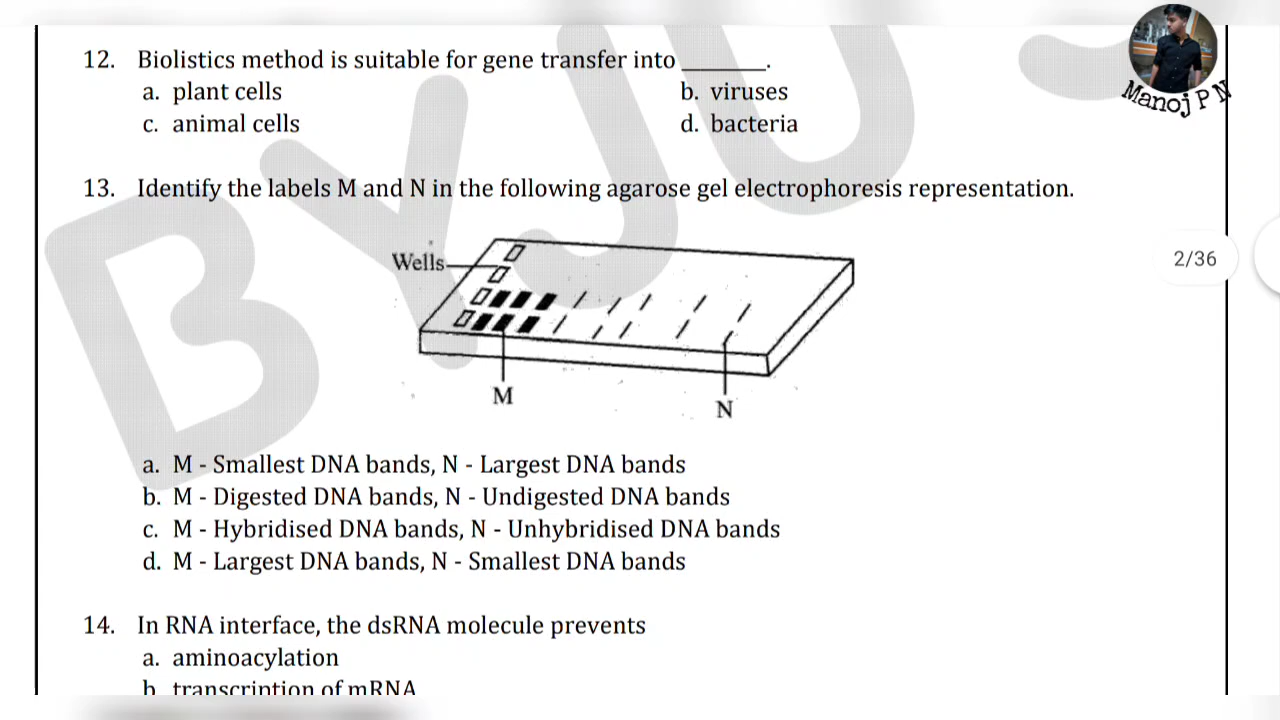 Manoj P N
12. Biolistics method is suitable for gene transfer into ________.
a. plant cells b. viruses
c. animal cells d. bacteria
13. Identify the labels M and N in the following agarose gel electrophoresis representation.
Wells
2/36
M
N
a. M - Smallest DNA bands, N - Largest DNA bands
b. M - Digested DNA bands, N - Undigested DNA bands
c. M - Hybridised DNA bands, N - Unhybridised DNA bands
d. M - Largest DNA bands, N - Smallest DNA bands
14. In RNA interface, the dsRNA molecule prevents
a. aminoacylation
b. transcription of mRNA
BYJU'S